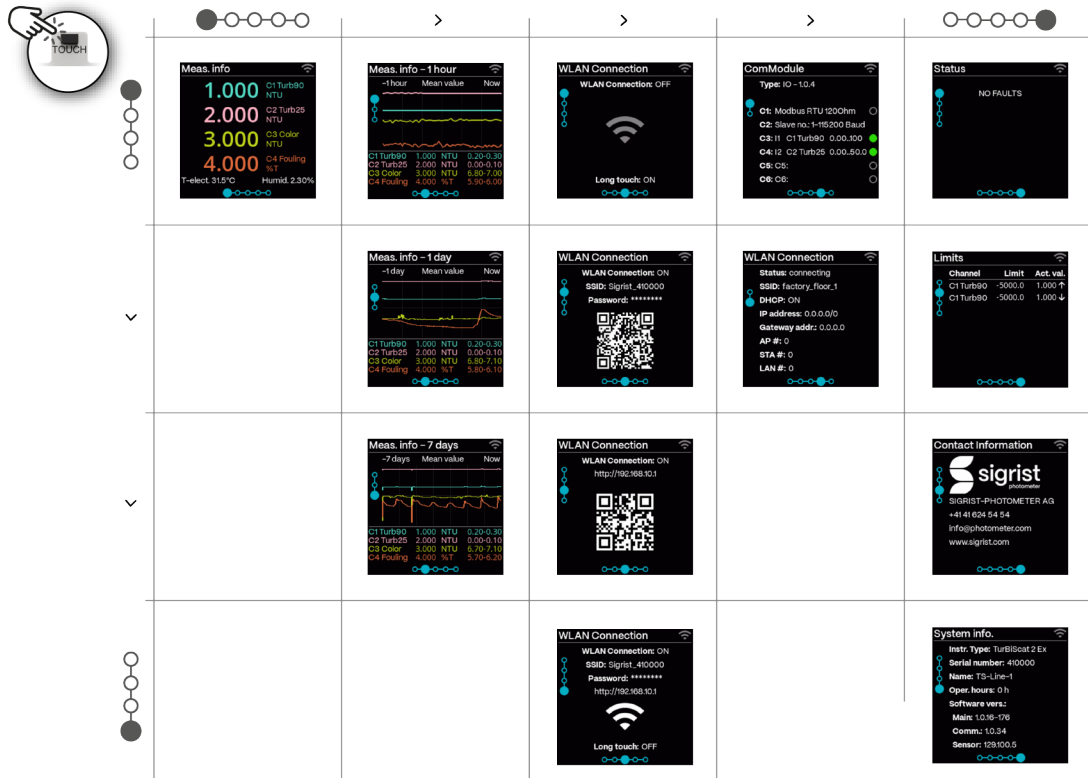 TOUCH
Meas. info
1.000 C1 Turb90
NTU
2.000 C2 Turb25
NTU
3.000 C3 Color
NTU
4.000 C4 Fouling
%T
T-elect. 31.5°C Humid. 2.30%
Meas. info - 1 hour
-1 hour Mean value Now
C1 Turb90 1.000 NTU 0.20-0.30
C2 Turb25 2.000 NTU 0.00-0.10
C3 Color 3.000 NTU 6.80-7.00
C4 Fouling 4.000 %T 5.90-6.00
WLAN Connection
WLAN Connection: OFF
Long touch: ON
ComModule
Type: IO - 1.0.4
C1: Modbus RTU 120Ohm
C2: Slave no.: 1-115200 Baud
C3: I1 C1 Turb90 0.00..100
C4: I2 C2 Turb25 0.00..50.0
C5: C5:
C6: C6:
Status
NO FAULTS
Meas. info - 1 day
-1 day Mean value Now
C1 Turb90 1.000 NTU 0.20-0.30
C2 Turb25 2.000 NTU 0.00-0.10
C3 Color 3.000 NTU 6.80-7.10
C4 Fouling 4.000 %T 5.80-6.10
WLAN Connection
WLAN Connection: ON
SSID: Sigrist_410000
Password: ********
WLAN Connection
Status: connecting
SSID: factory_floor_1
DHCP: ON
IP address: 0.0.0.0/0
Gateway addr.: 0.0.0.0
AP #: 0
STA #: 0
LAN #: 0
Limits
Channel Limit Act. val.
C1 Turb90 -5000.0 1.000 ↑
C1 Turb90 -5000.0 1.000 ↓
Meas. info - 7 days
-7 days Mean value Now
C1 Turb90 1.000 NTU 0.20-0.30
C2 Turb25 2.000 NTU 0.00-0.10
C3 Color 3.000 NTU 6.70-7.10
C4 Fouling 4.000 %T 5.70-6.20
WLAN Connection
WLAN Connection: ON
http://192.168.10.1
Contact Information
sigrist
photometer
SIGRIST-PHOTOMETER AG
+41 41 624 54 54
info@photometer.com
www.sigrist.com
WLAN Connection
WLAN Connection: ON
SSID: Sigrist_410000
Password: ********
http://192.168.10.1
Long touch: OFF
System info.
Instr. Type: TurBiScat 2 Ex
Serial number: 410000
Name: TS-Line-1
Oper. hours: 0 h
Software vers.:
Main: 1.0.16-176
Comm.: 1.0.34
Sensor: 129.100.5